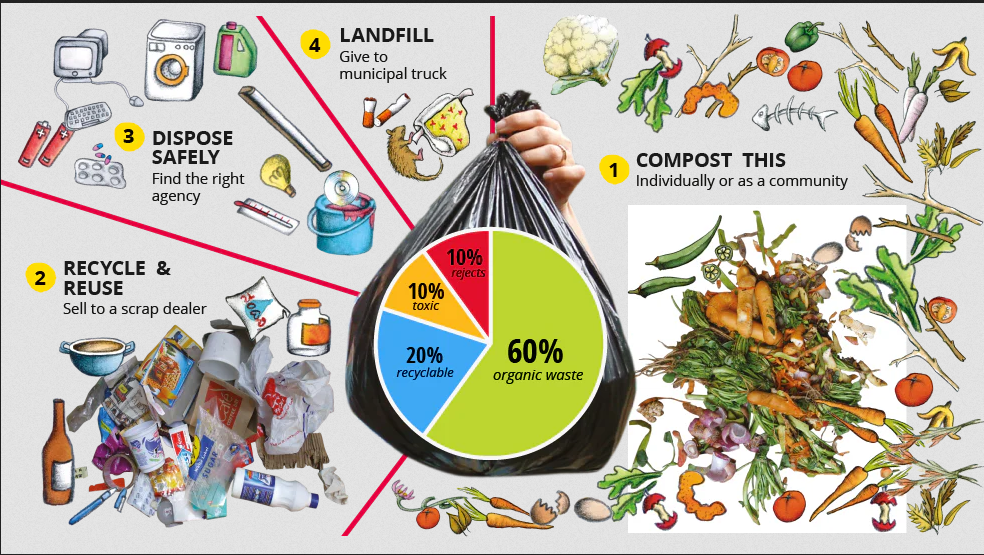 4
LANDFILL
Give to
municipal truck
3
DISPOSE
SAFELY
Find the right
agency
1
COMPOST THIS
Individually or as a community
2
RECYCLE &
REUSE
Sell to a scrap dealer
10%
rejects
10%
toxic
20%
recyclable
60%
organic waste
SUGAR